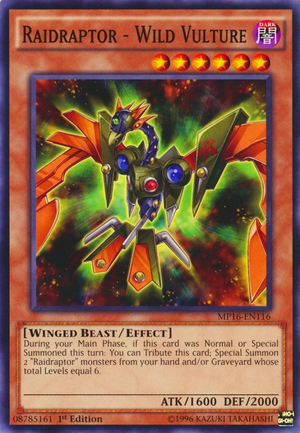 RAIDRAPTOR - WILD VULTURE
DARK
闇
MP16-EN116
[WINGED BEAST/EFFECT]
During your Main Phase, if this card was Normal or Special
Summoned this turn: You can Tribute this card; Special Summon
2 "Raidraptor" monsters from your hand and/or Graveyard whose
total Levels equal 6.
ATK/1600 DEF/2000
08785161 1st Edition ©1996 KAZUKI TAKAHASHI